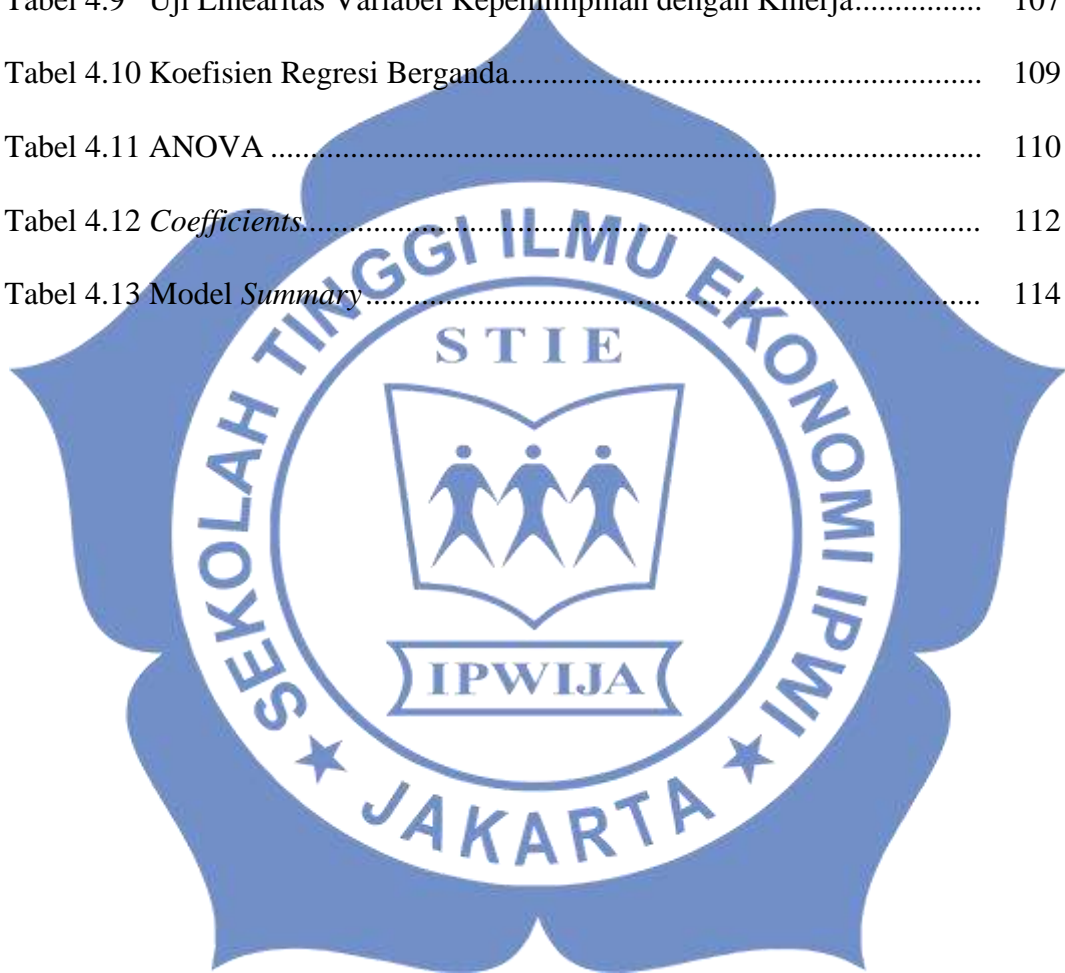 Tabel 4.9 Uji Linearitas Variabel Kepemimpinan dengan Kinerja............... 107
Tabel 4.10 Koefisien Regresi Berganda......................................................... 109
Tabel 4.11 ANOVA ...................................................................................... 110
Tabel 4.12 Coefficients.................................................................................. 112
Tabel 4.13 Model Summary.......................................................................... 114
SEKOLAH TINGGI ILMU EKONOMI IPWI
STIE
IPWIJA
★ JAKARTA ★